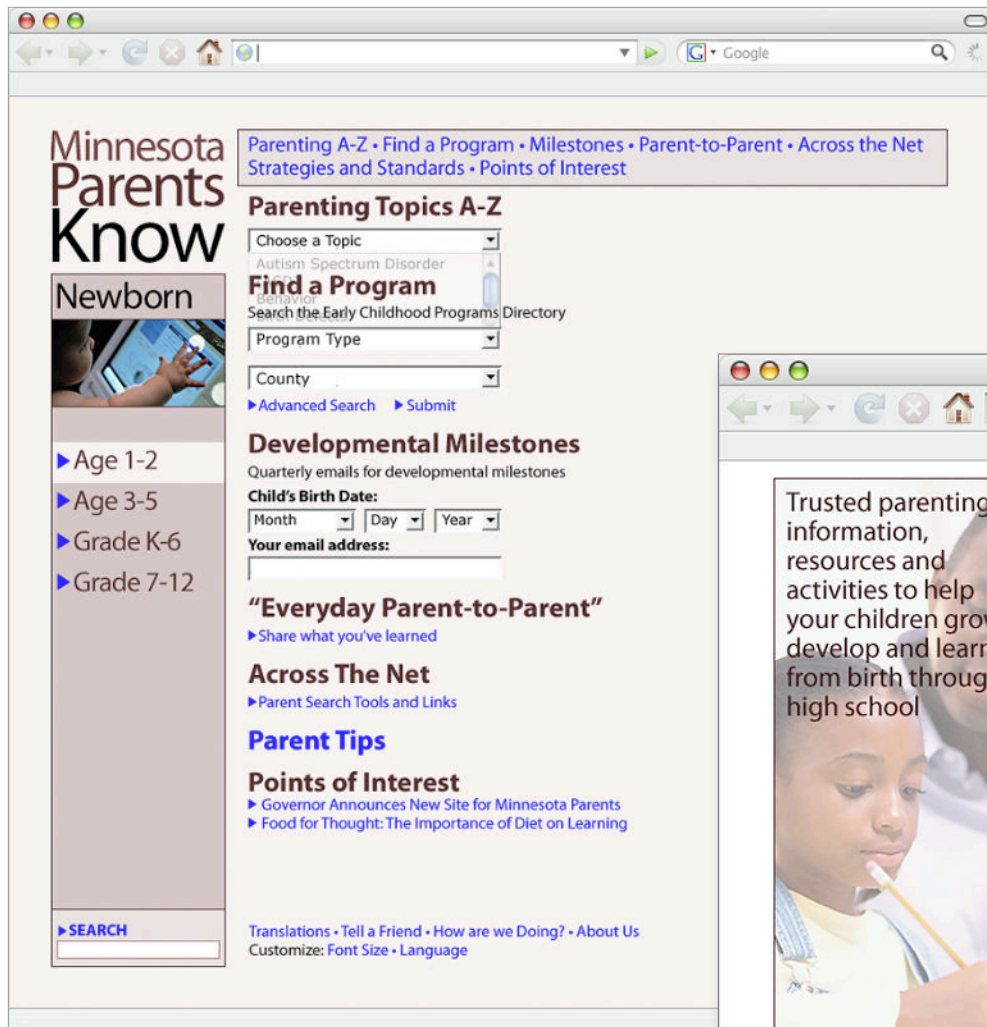 Google
Minnesota
Parents
Know
Parenting A-Z • Find a Program • Milestones • Parent-to-Parent • Across the Net
Strategies and Standards • Points of Interest
Parenting Topics A-Z
Choose a Topic
Autism Spectrum Disorder
Find a Program
Behavior
Search the Early Childhood Programs Directory
Program Type
County
Advanced Search Submit
Newborn
Age 1-2
Age 3-5
Grade K-6
Grade 7-12
Developmental Milestones
Quarterly emails for developmental milestones
Child's Birth Date:
Month Day Year
Your email address:
“Everyday Parent-to-Parent”
Share what you've learned
Across The Net
Parent Search Tools and Links
Parent Tips
Points of Interest
Governor Announces New Site for Minnesota Parents
Food for Thought: The Importance of Diet on Learning
SEARCH
Translations • Tell a Friend • How are we Doing? • About Us
Customize: Font Size • Language
Trusted parenting
information,
resources and
activities to help
your children grow
develop and learn
from birth throug
high school